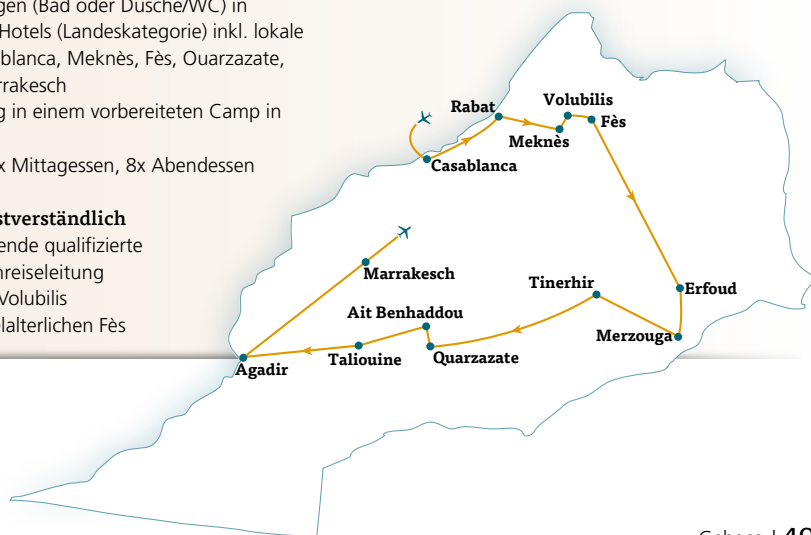 gen (Bad oder Dusche/WC) in
Hotels (Landeskategorie) inkl. lokale
blanca, Meknès, Fès, Ouarzazate,
rrakesch
g in einem vorbereiteten Camp in
x Mittagessen, 8x Abendessen
stverständlich
ende qualifizierte
nreiseleitung
Volubilis
lalterlichen Fès
Rabat
Volubilis
Fès
Meknès
Casablanca
Marrakesch
Tinerhir
Erfoud
Ait Benhaddou
Merzouga
Taliouine
Quarzazate
Agadir